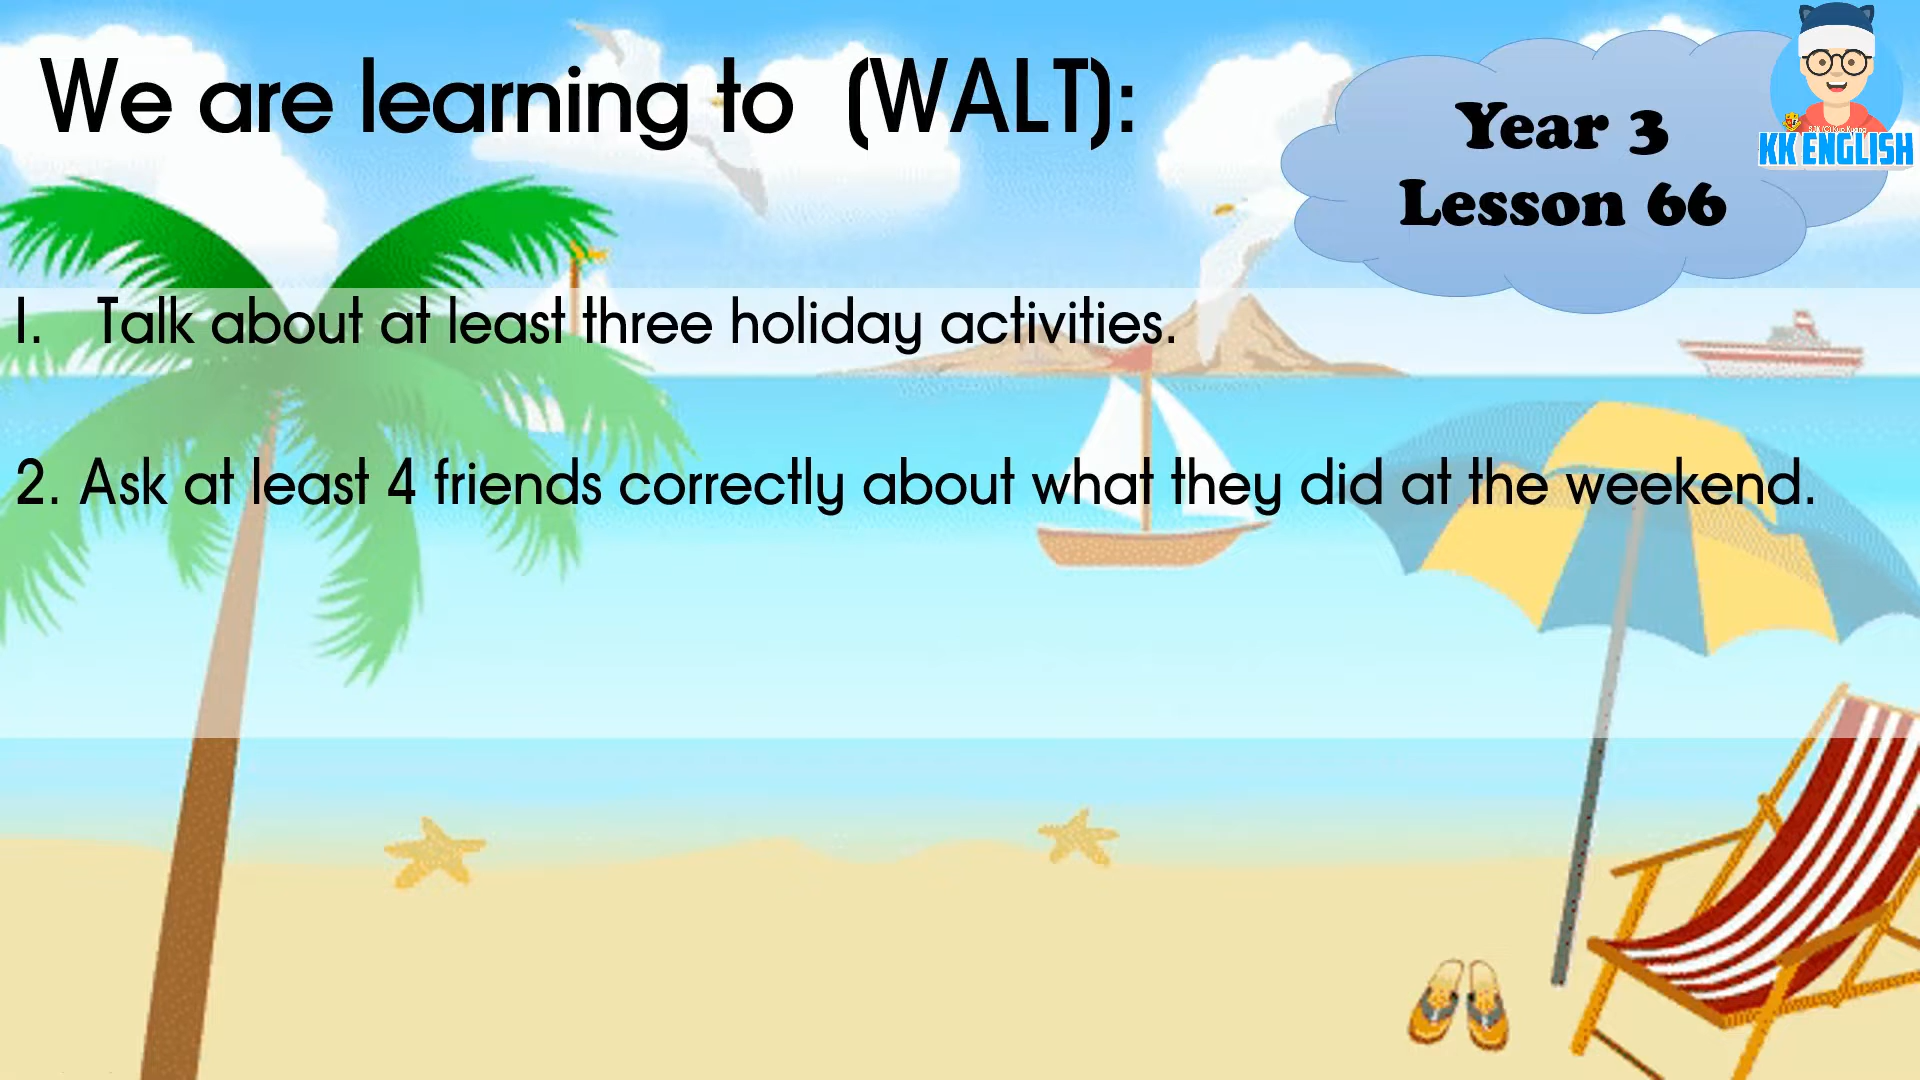 We are learning to (WALT):
Year 3
Lesson 66
KK ENGLISH
1. Talk about at least three holiday activities.
2. Ask at least 4 friends correctly about what they did at the weekend.